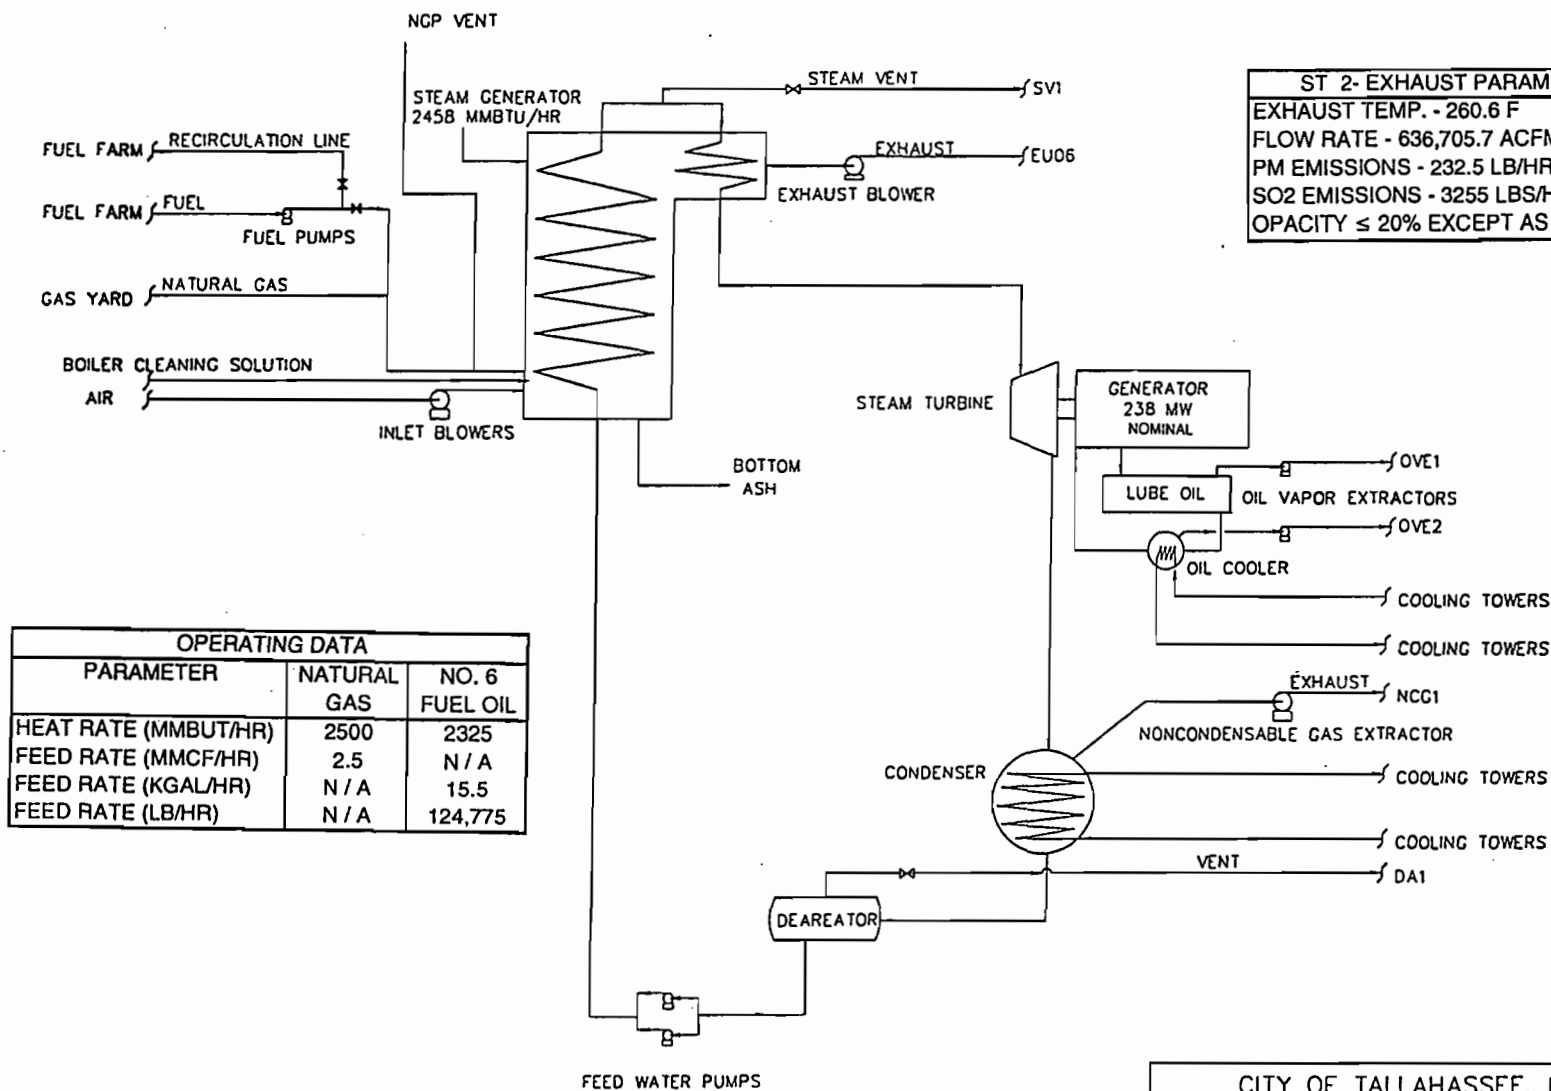 NGP VENT
STEAM GENERATOR
2458 MMBTU/HR
STEAM VENT
SV1
FUEL FARM
RECIRCULATION LINE
EXHAUST
EU06
EXHAUST BLOWER
FUEL FARM
FUEL
FUEL PUMPS
GAS YARD
NATURAL GAS
BOILER CLEANING SOLUTION
AIR
INLET BLOWERS
BOTTOM
ASH
ST 2- EXHAUST PARAM
EXHAUST TEMP. - 260.6 F
FLOW RATE - 636,705.7 ACFM
PM EMISSIONS - 232.5 LB/HR
SO2 EMISSIONS - 3255 LBS/H
OPACITY ≤ 20% EXCEPT AS
STEAM TURBINE
GENERATOR
238 MW
NOMINAL
OVE1
LUBE OIL
OIL VAPOR EXTRACTORS
OVE2
OIL COOLER
COOLING TOWERS
COOLING TOWERS
EXHAUST
NCG1
NONCONDENSABLE GAS EXTRACTOR
CONDENSER
COOLING TOWERS
COOLING TOWERS
VENT
DA1
DEAREATOR
FEED WATER PUMPS
OPERATING DATA
PARAMETER NATURAL GAS NO. 6 FUEL OIL
HEAT RATE (MMBUT/HR) 2500 2325
FEED RATE (MMCF/HR) 2.5 N / A
FEED RATE (KGAL/HR) N / A 15.5
FEED RATE (LB/HR) N / A 124,775
CITY OF TALLAHASSEE